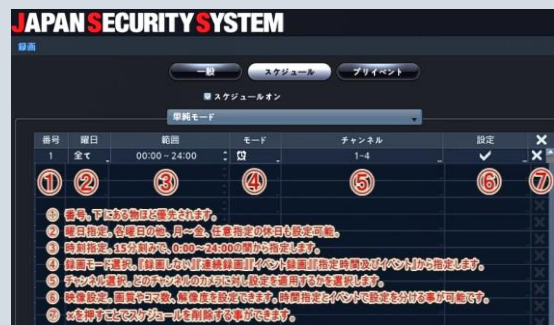 JAPAN SECURITY SYSTEM
録画
一般 スケジュール プリイベント
スケジュールオン
単純モード
番号 曜日 範囲 モード チャンネル 設定 ×
1 全て 00:00 ~ 24:00 1~4
① ② ③ ④ ⑤ ⑥ ⑦
① 番号。下にある物ほど優先されます。
② 曜日指定。各曜日の他、月~金、任意指定の休日も設定可能。
③ 時刻指定。15分刻みで、0:00~24:00の間から指定します。
④ 録画モード選択。『録画しない』『連続録画』『イベント録画』『指定時間及びイベント』から指定します。
⑤ チャンネル選択。どのチャンネルのカメラに対し設定を適用するかを選択します。
⑥ 映像設定。画質やコマ数、解像度を設定できます。時間指定とイベントで設定を分ける事が可能です。
⑦ ×を押すことでスケジュールを削除する事ができます。